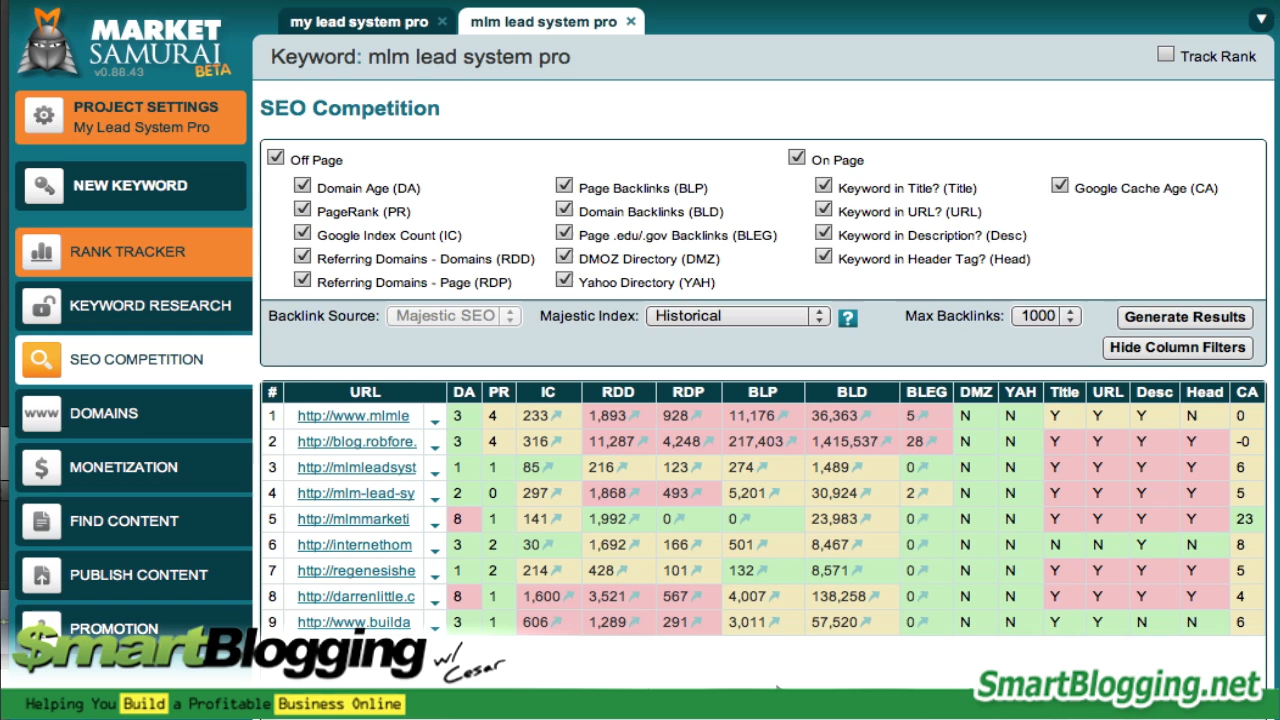 MARKET
SAMURAI
v0.88.43 BETA
my lead system pro × mlm lead system pro ×
Keyword: mlm lead system pro
Track Rank
PROJECT SETTINGS
My Lead System Pro
NEW KEYWORD
RANK TRACKER
KEYWORD RESEARCH
SEO COMPETITION
www DOMAINS
$ MONETIZATION
FIND CONTENT
PUBLISH CONTENT
PROMOTION
SEO Competition
Off Page On Page
Domain Age (DA) Page Backlinks (BLP) Keyword in Title? (Title) Google Cache Age (CA)
PageRank (PR) Domain Backlinks (BLD) Keyword in URL? (URL)
Google Index Count (IC) Page .edu/.gov Backlinks (BLEG) Keyword in Description? (Desc)
Referring Domains - Domains (RDD) DMOZ Directory (DMZ) Keyword in Header Tag? (Head)
Referring Domains - Page (RDP) Yahoo Directory (YAH)
Backlink Source: Majestic SEO Majestic Index: Historical ? Max Backlinks: 1000 Generate Results
Hide Column Filters
# URL DA PR IC RDD RDP BLP BLD BLEG DMZ YAH Title URL Desc Head CA
1 http://www.mlmle 3 4 233 1,893 928 11,176 36,363 5 N N Y Y Y N 0
2 http://blog.robfore. 3 4 316 11,287 4,248 217,403 1,415,537 28 N N Y Y Y Y -0
3 http://mlmleadsyst 1 1 85 216 123 274 1,489 0 N N Y Y Y Y 6
4 http://mlm-lead-sy 2 0 297 1,868 493 5,201 30,924 2 N N Y Y Y Y 5
5 http://mlmmarketi 8 1 141 1,992 0 0 23,983 0 N N Y Y Y Y 23
6 http://internethom 3 2 30 1,692 166 501 8,467 0 N N N N Y N 8
7 http://regenesishe 1 2 214 428 101 132 8,571 0 N N Y Y Y Y 5
8 http://darrenlittle.c 8 1 1,600 3,521 567 4,007 138,258 0 N N Y Y Y Y 4
9 http://www.builda 3 1 606 1,289 291 3,011 57,520 0 N N Y Y N N 6
$martBlogging w/ Cesar
SmartBlogging.net
Helping You Build a Profitable Business Online